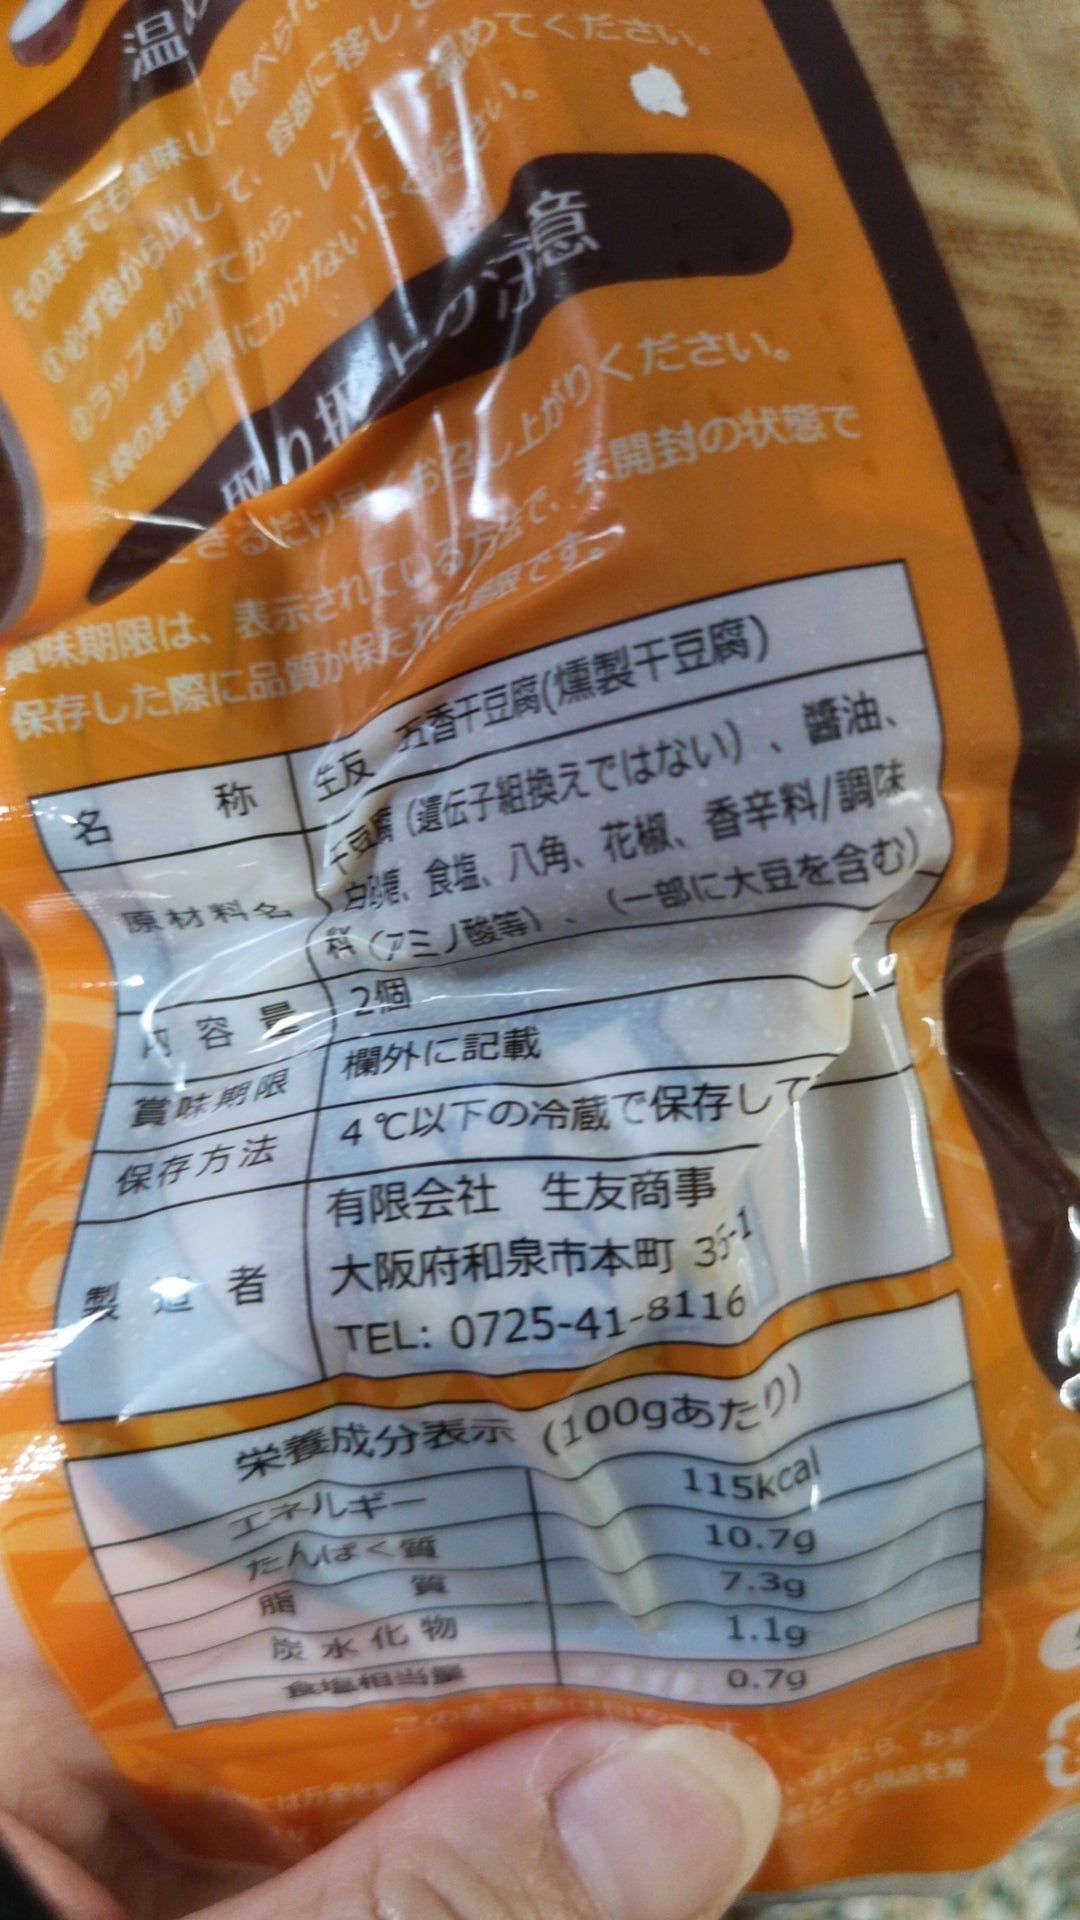 温め
そのままでも美味しく食べられ
①必ず袋から出して、容器に移して
②ラップをかけてから、レンジで温めてください。
※袋のまま温颜にかけないでください。
取り扱い上の注意
できるだけ早くお召し上がりください。
賞味期限は、表示されている方法で、未開封の状態で
保存した際に品質が保たれる期限です。
名 称 生友 五香干豆腐(燻製干豆腐)
原材料名 干豆腐(遺伝子組換えではない)、醤油、
白砂糖、食塩、八角、花椒、香辛料/調味
料(アミノ酸等)、(一部に大豆を含む)
内容量 2個
賞味期限 欄外に記載
保存方法 4℃以下の冷蔵で保存して
製造者 有限会社 生友商事
大阪府和泉市本町 35-1
TEL: 0725-41-8116
栄養成分表示 (100gあたり)
エネルギー 115kcal
たんぱく質 10.7g
脂質 7.3g
炭水化物 1.1g
食塩相当量 0.7g